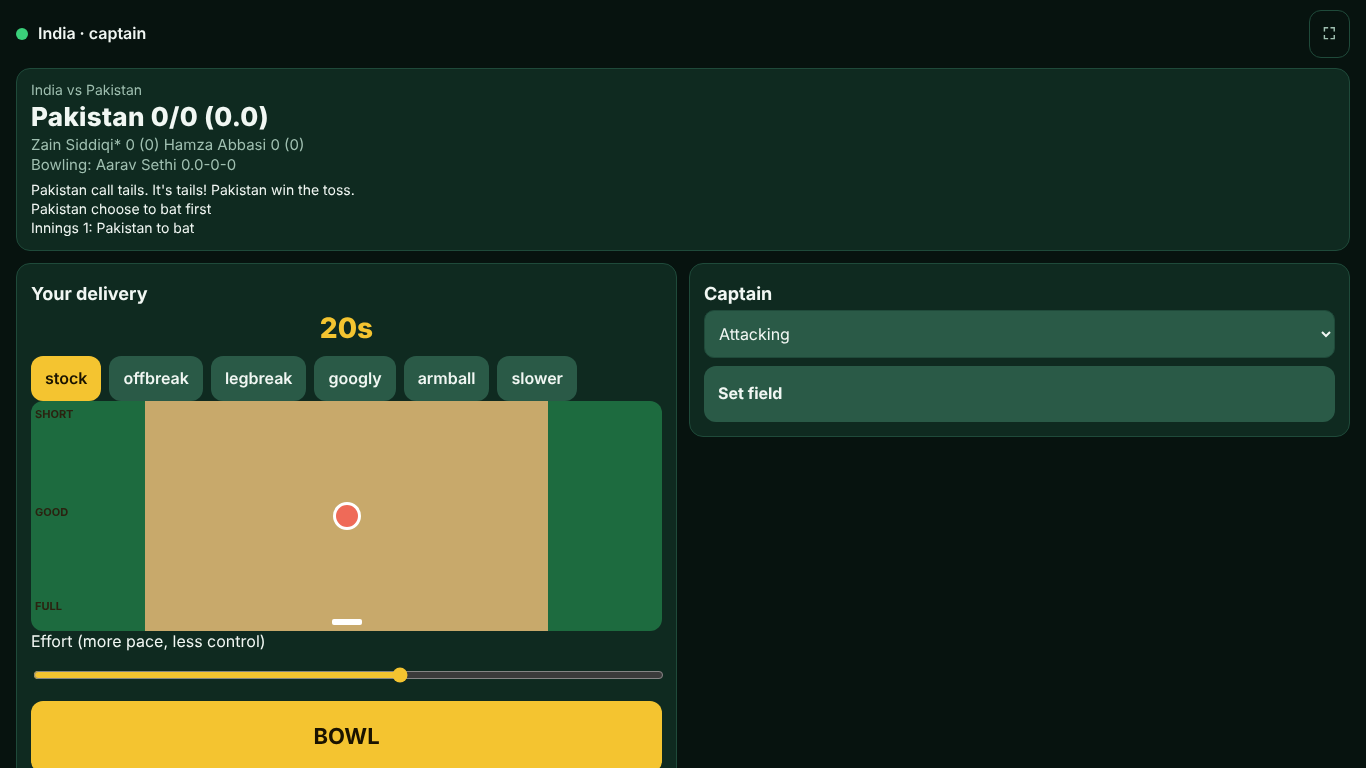 India · captain
India vs Pakistan
Pakistan 0/0 (0.0)
Zain Siddiqi* 0 (0) Hamza Abbasi 0 (0)
Bowling: Aarav Sethi 0.0-0-0
Pakistan call tails. It's tails! Pakistan win the toss.
Pakistan choose to bat first
Innings 1: Pakistan to bat
Your delivery
20s
stock offbreak legbreak googly armball slower
SHORT
GOOD
FULL
Effort (more pace, less control)
BOWL
Captain
Attacking
Set field